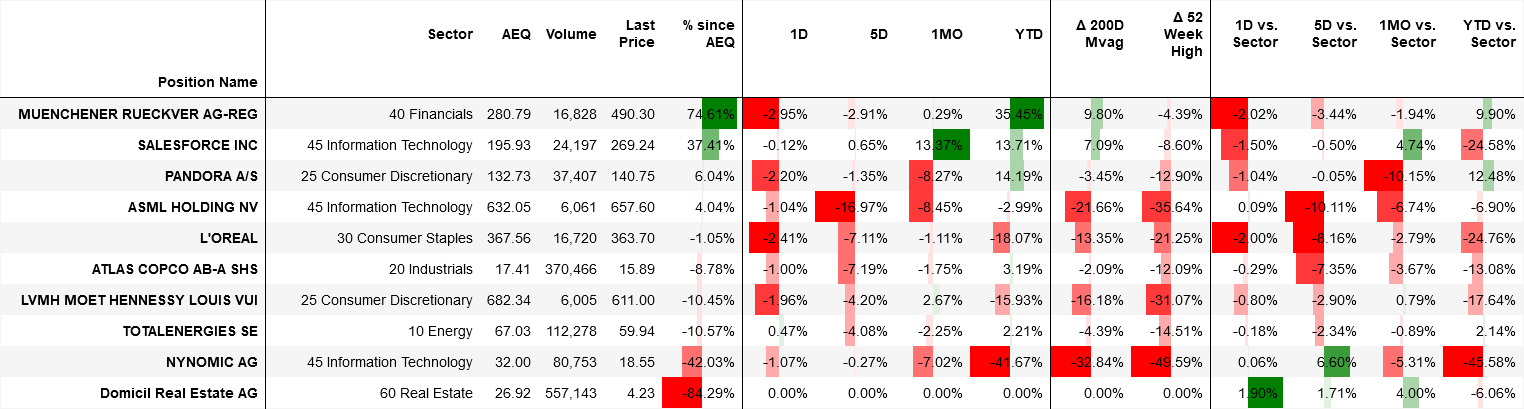 Position Name Sector AEQ Volume Last Price % since AEQ 1D 5D 1MO YTD Δ 200D Mvag Δ 52 Week High 1D vs. Sector 5D vs. Sector 1MO vs. Sector YTD vs. Sector
MUENCHENER RUECKVER AG-REG 40 Financials 280.79 16,828 490.30 74.61% -2.95% -2.91% 0.29% 35.45% 9.80% -4.39% -2.02% -3.44% -1.94% 9.90%
SALESFORCE INC 45 Information Technology 195.93 24,197 269.24 37.41% -0.12% 0.65% 13.37% 13.71% 7.09% -8.60% -1.50% -0.50% 4.74% -24.58%
PANDORA A/S 25 Consumer Discretionary 132.73 37,407 140.75 6.04% -2.20% -1.35% -8.27% 14.19% -3.45% -12.90% -1.04% -0.05% -10.15% 12.48%
ASML HOLDING NV 45 Information Technology 632.05 6,061 657.60 4.04% -1.04% -16.97% -8.45% -2.99% -21.66% -35.64% 0.09% -10.11% -6.74% -6.90%
L'OREAL 30 Consumer Staples 367.56 16,720 363.70 -1.05% -2.41% -7.11% -1.11% -18.07% -13.35% -21.25% -2.00% -8.16% -2.79% -24.76%
ATLAS COPCO AB-A SHS 20 Industrials 17.41 370,466 15.89 -8.78% -1.00% -7.19% -1.75% 3.19% -2.09% -12.09% -0.29% -7.35% -3.67% -13.08%
LVMH MOET HENNESSY LOUIS VUI 25 Consumer Discretionary 682.34 6,005 611.00 -10.45% -1.96% -4.20% 2.67% -15.93% -16.18% -31.07% -0.80% -2.90% 0.79% -17.64%
TOTALENERGIES SE 10 Energy 67.03 112,278 59.94 -10.57% 0.47% -4.08% -2.25% 2.21% -4.39% -14.51% -0.18% -2.34% -0.89% 2.14%
NYNOMIC AG 45 Information Technology 32.00 80,753 18.55 -42.03% -1.07% -0.27% -7.02% -41.67% -32.84% -49.59% 0.06% 6.60% -5.31% -45.58%
Domicil Real Estate AG 60 Real Estate 26.92 557,143 4.23 -84.29% 0.00% 0.00% 0.00% 0.00% 0.00% 0.00% 1.90% 1.71% 4.00% -6.06%